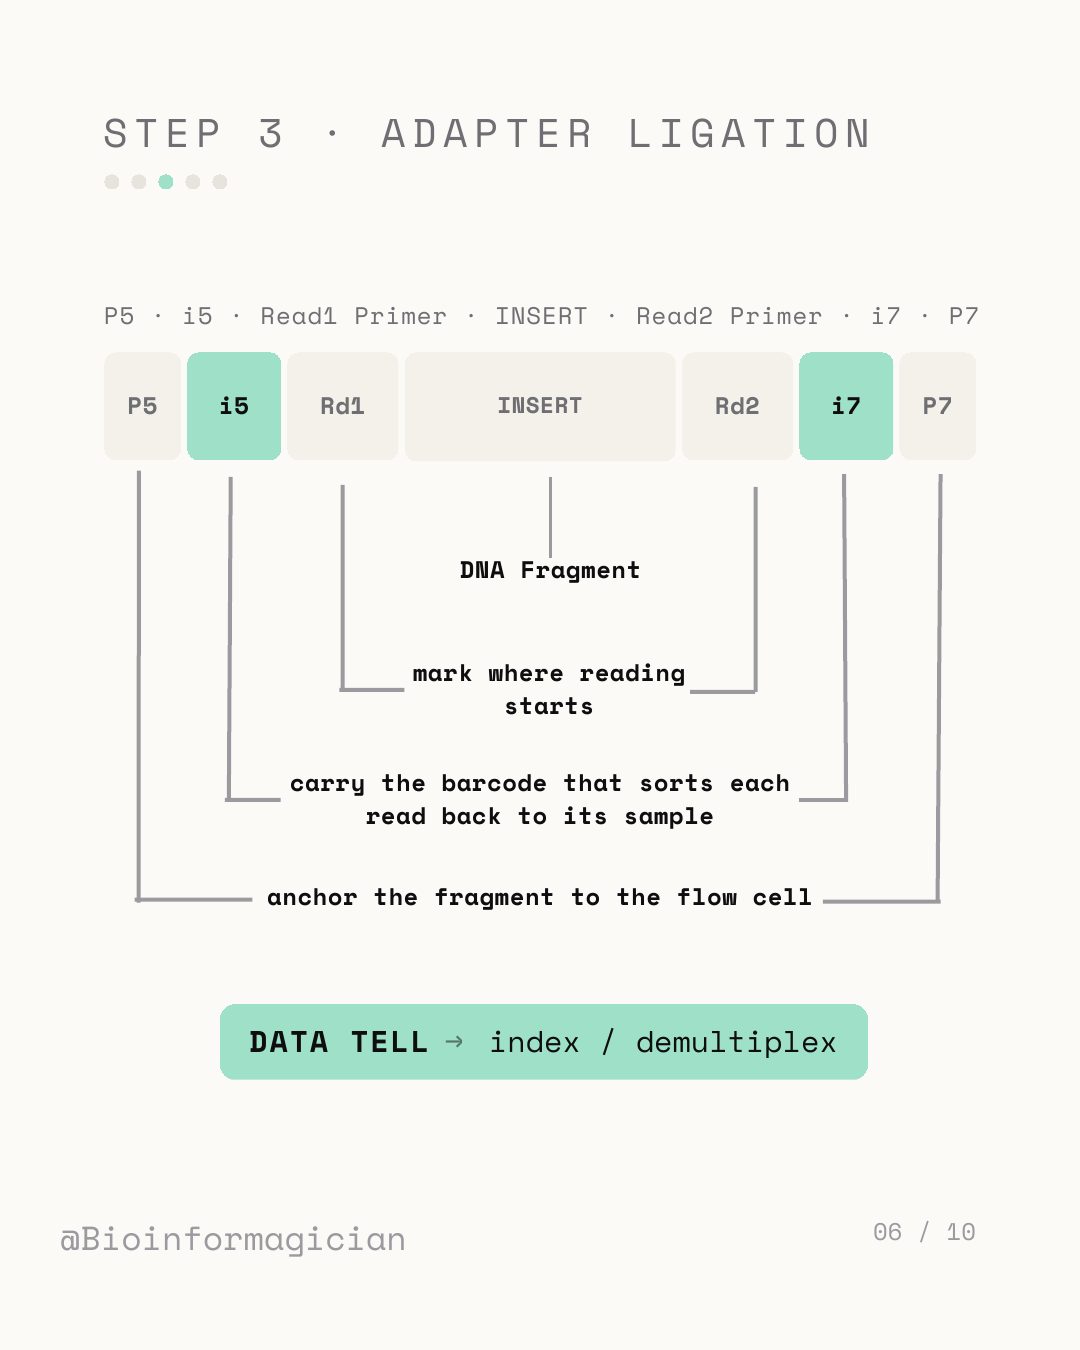 STEP 3 · ADAPTER LIGATION
P5 · i5 · Read1 Primer · INSERT · Read2 Primer · i7 · P7
P5 i5 Rd1 INSERT Rd2 i7 P7
DNA Fragment
mark where reading
starts
carry the barcode that sorts each
read back to its sample
anchor the fragment to the flow cell
DATA TELL → index / demultiplex
@Bioinformagician
06 / 10